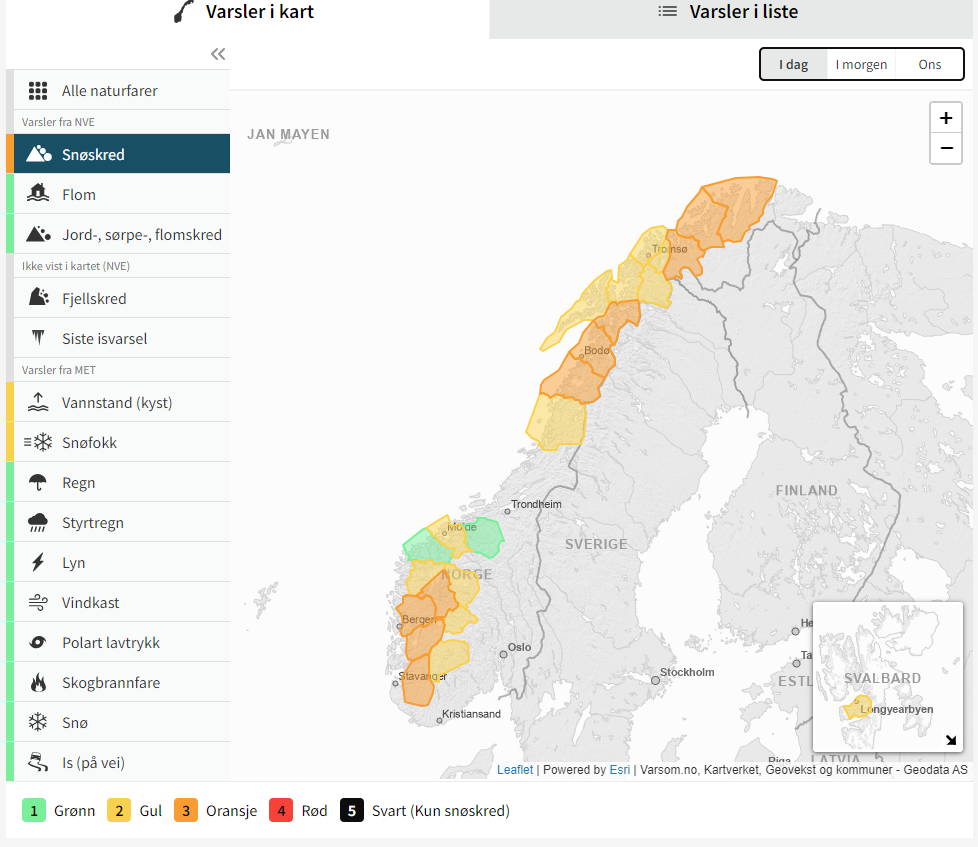 Varsler i kart
Varsler i liste
I dag
I morgen
Ons
Alle naturfarer
Varsler fra NVE
Snøskred
Flom
Jord-, sørpe-, flomskred
Ikke vist i kartet (NVE)
Fjellskred
Siste isvarsel
Varsler fra MET
Vannstand (kyst)
Snøfokk
Regn
Styrtregn
Lyn
Vindkast
Polart lavtrykk
Skogbrannfare
Snø
Is (på vei)
+
−
JAN MAYEN
Tromsø
Bodø
Trondheim
Molde
FINLAND
SVERIGE
NORGE
Bergen
He
Oslo
Ta
Stockholm
Stavanger
ESTL
SVALBARD
Longyearbyen
Kristiansand
Riga
LATVIA
Leaflet | Powered by Esri | Varsom.no, Kartverket, Geovekst og kommuner - Geodata AS
1 Grønn 2 Gul 3 Oransje 4 Rød 5 Svart (Kun snøskred)